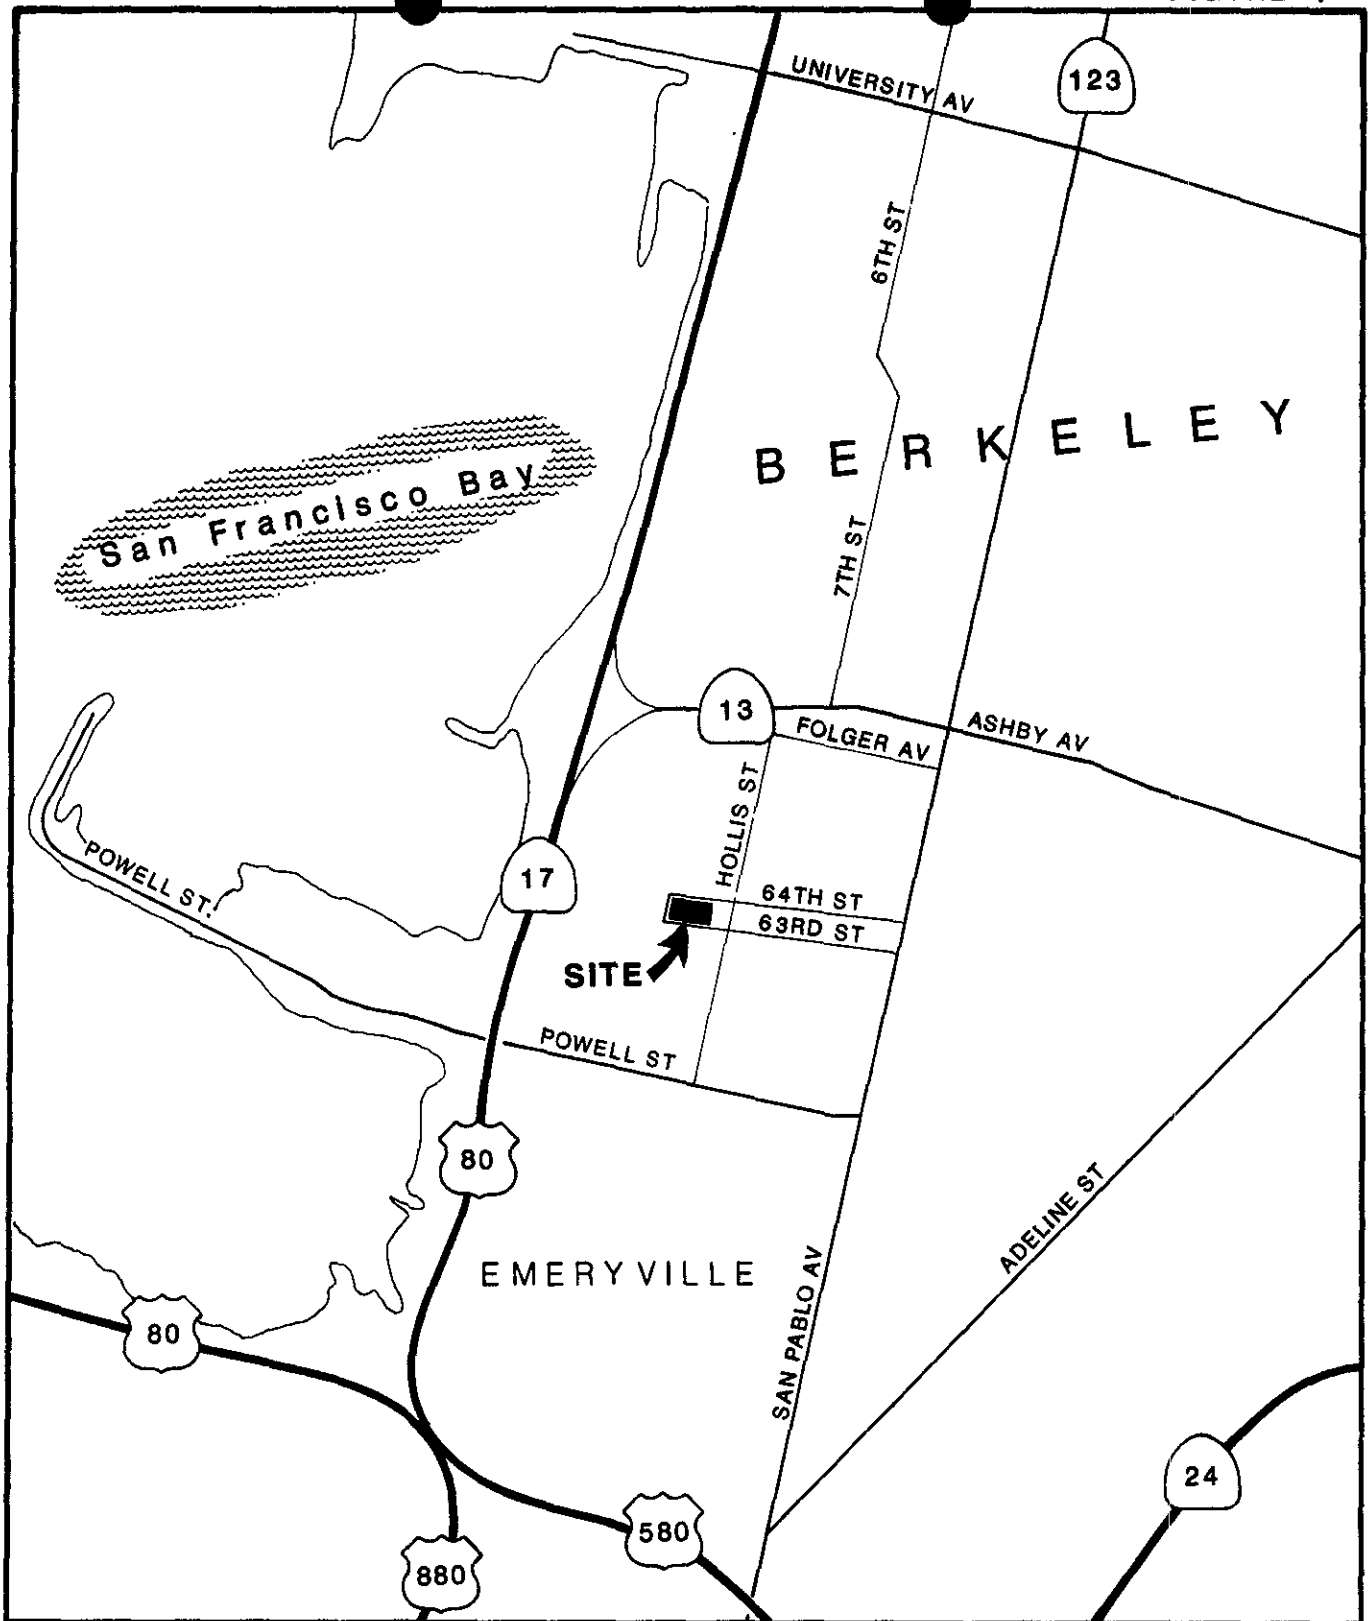 UNIVERSITY AV
123
6TH ST
BERKELEY
San Francisco Bay
7TH ST
13
FOLGER AV
ASHBY AV
HOLLIS ST
POWELL ST.
17
64TH ST
63RD ST
SITE
POWELL ST
80
ADELINE ST
EMERYVILLE
SAN PABLO AV
80
24
580
880